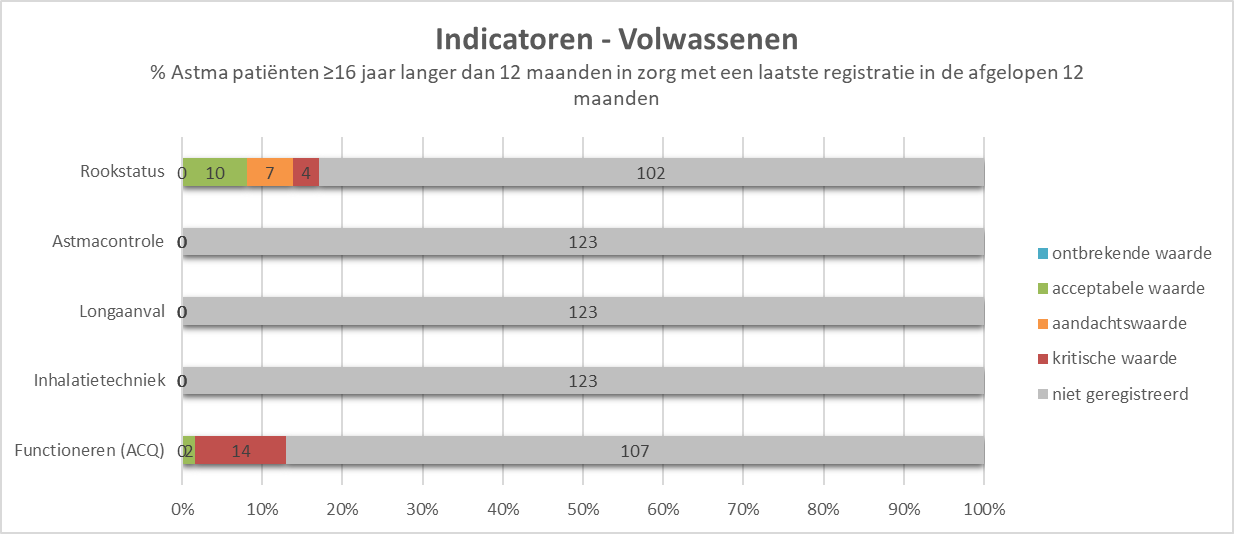 Indicatoren - Volwassenen
% Astma patiënten ≥16 jaar langer dan 12 maanden in zorg met een laatste registratie in de afgelopen 12
maanden
Rookstatus 0 10 7 4 102
Astmacontrole 0 123
Longaanval 0 123
Inhalatietechniek 0 123
Functioneren (ACQ) 0 2 14 107
0% 10% 20% 30% 40% 50% 60% 70% 80% 90% 100%
ontbrekende waarde
acceptabele waarde
aandachtswaarde
kritische waarde
niet geregistreerd